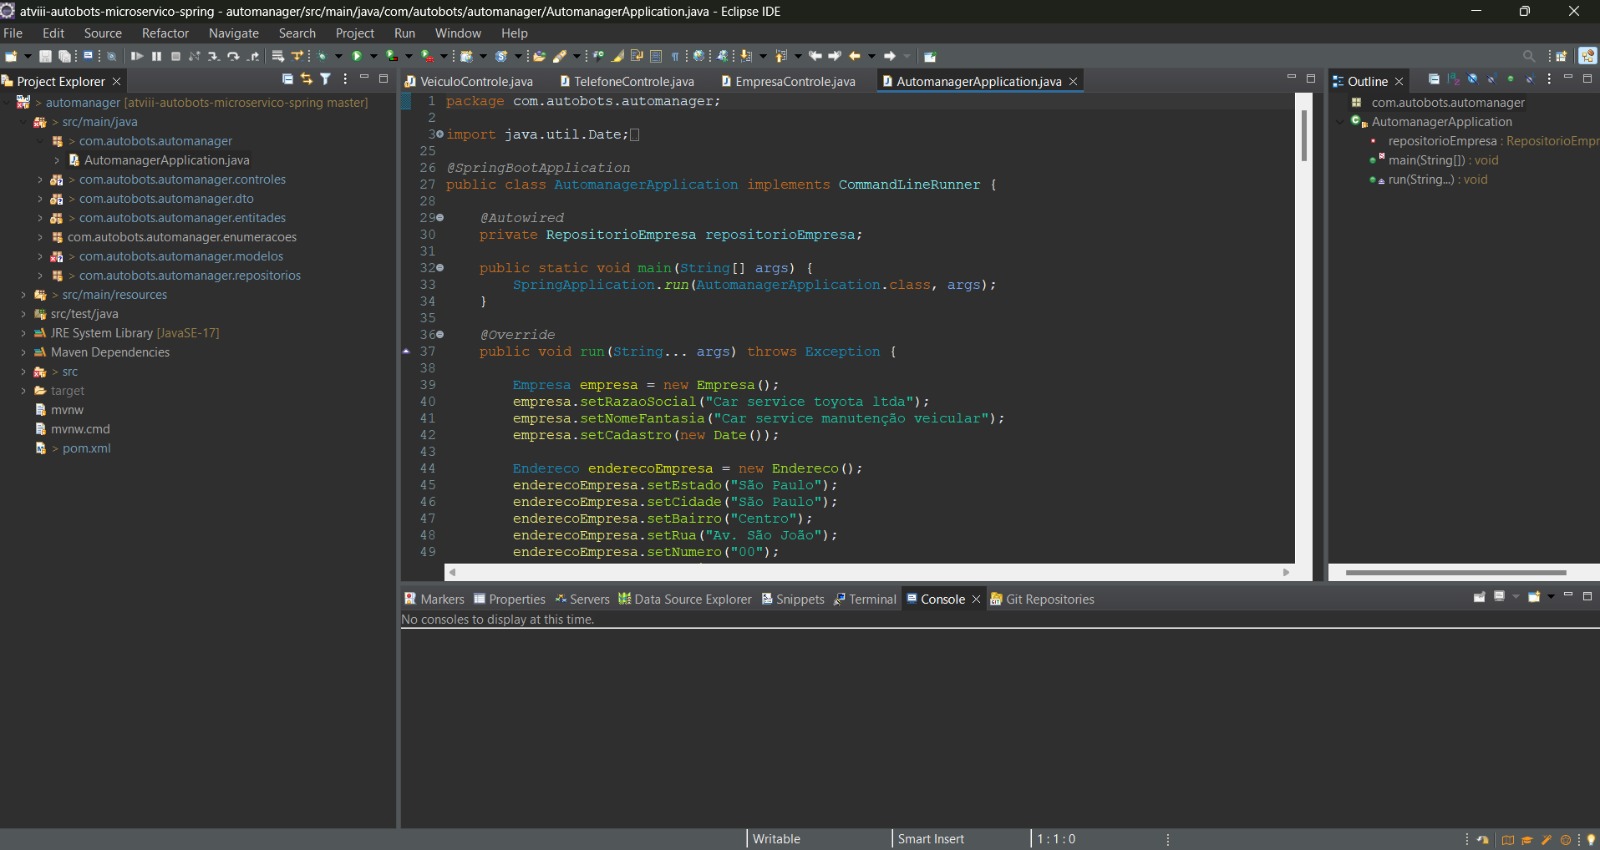 atviii-autobots-microservico-spring - automanager/src/main/java/com/autobots/automanager/AutomanagerApplication.java - Eclipse IDE
File Edit Source Refactor Navigate Search Project Run Window Help
Project Explorer
> automanager [atviii-autobots-microservico-spring master]
> src/main/java
> com.autobots.automanager
> AutomanagerApplication.java
> > com.autobots.automanager.controles
> > com.autobots.automanager.dto
> > com.autobots.automanager.entitades
> com.autobots.automanager.enumeracoes
> > com.autobots.automanager.modelos
> > com.autobots.automanager.repositorios
> > src/main/resources
> src/test/java
> JRE System Library [JavaSE-17]
> Maven Dependencies
> > src
> target
mvnw
mvnw.cmd
> pom.xml
VeiculoControle.java TelefoneControle.java EmpresaControle.java AutomanagerApplication.java
1 package com.autobots.automanager;
2
3 import java.util.Date;
25
26 @SpringBootApplication
27 public class AutomanagerApplication implements CommandLineRunner {
28
29 @Autowired
30 private RepositorioEmpresa repositorioEmpresa;
31
32 public static void main(String[] args) {
33 SpringApplication.run(AutomanagerApplication.class, args);
34 }
35
36 @Override
37 public void run(String... args) throws Exception {
38
39 Empresa empresa = new Empresa();
40 empresa.setRazaoSocial("Car service toyota ltda");
41 empresa.setNomeFantasia("Car service manutenção veicular");
42 empresa.setCadastro(new Date());
43
44 Endereco enderecoEmpresa = new Endereco();
45 enderecoEmpresa.setEstado("São Paulo");
46 enderecoEmpresa.setCidade("São Paulo");
47 enderecoEmpresa.setBairro("Centro");
48 enderecoEmpresa.setRua("Av. São João");
49 enderecoEmpresa.setNumero("00");
Outline
com.autobots.automanager
AutomanagerApplication
repositorioEmpresa : RepositorioEmpr
main(String[]) : void
run(String...) : void
Markers Properties Servers Data Source Explorer Snippets Terminal Console Git Repositories
No consoles to display at this time.
Writable Smart Insert 1 : 1 : 0